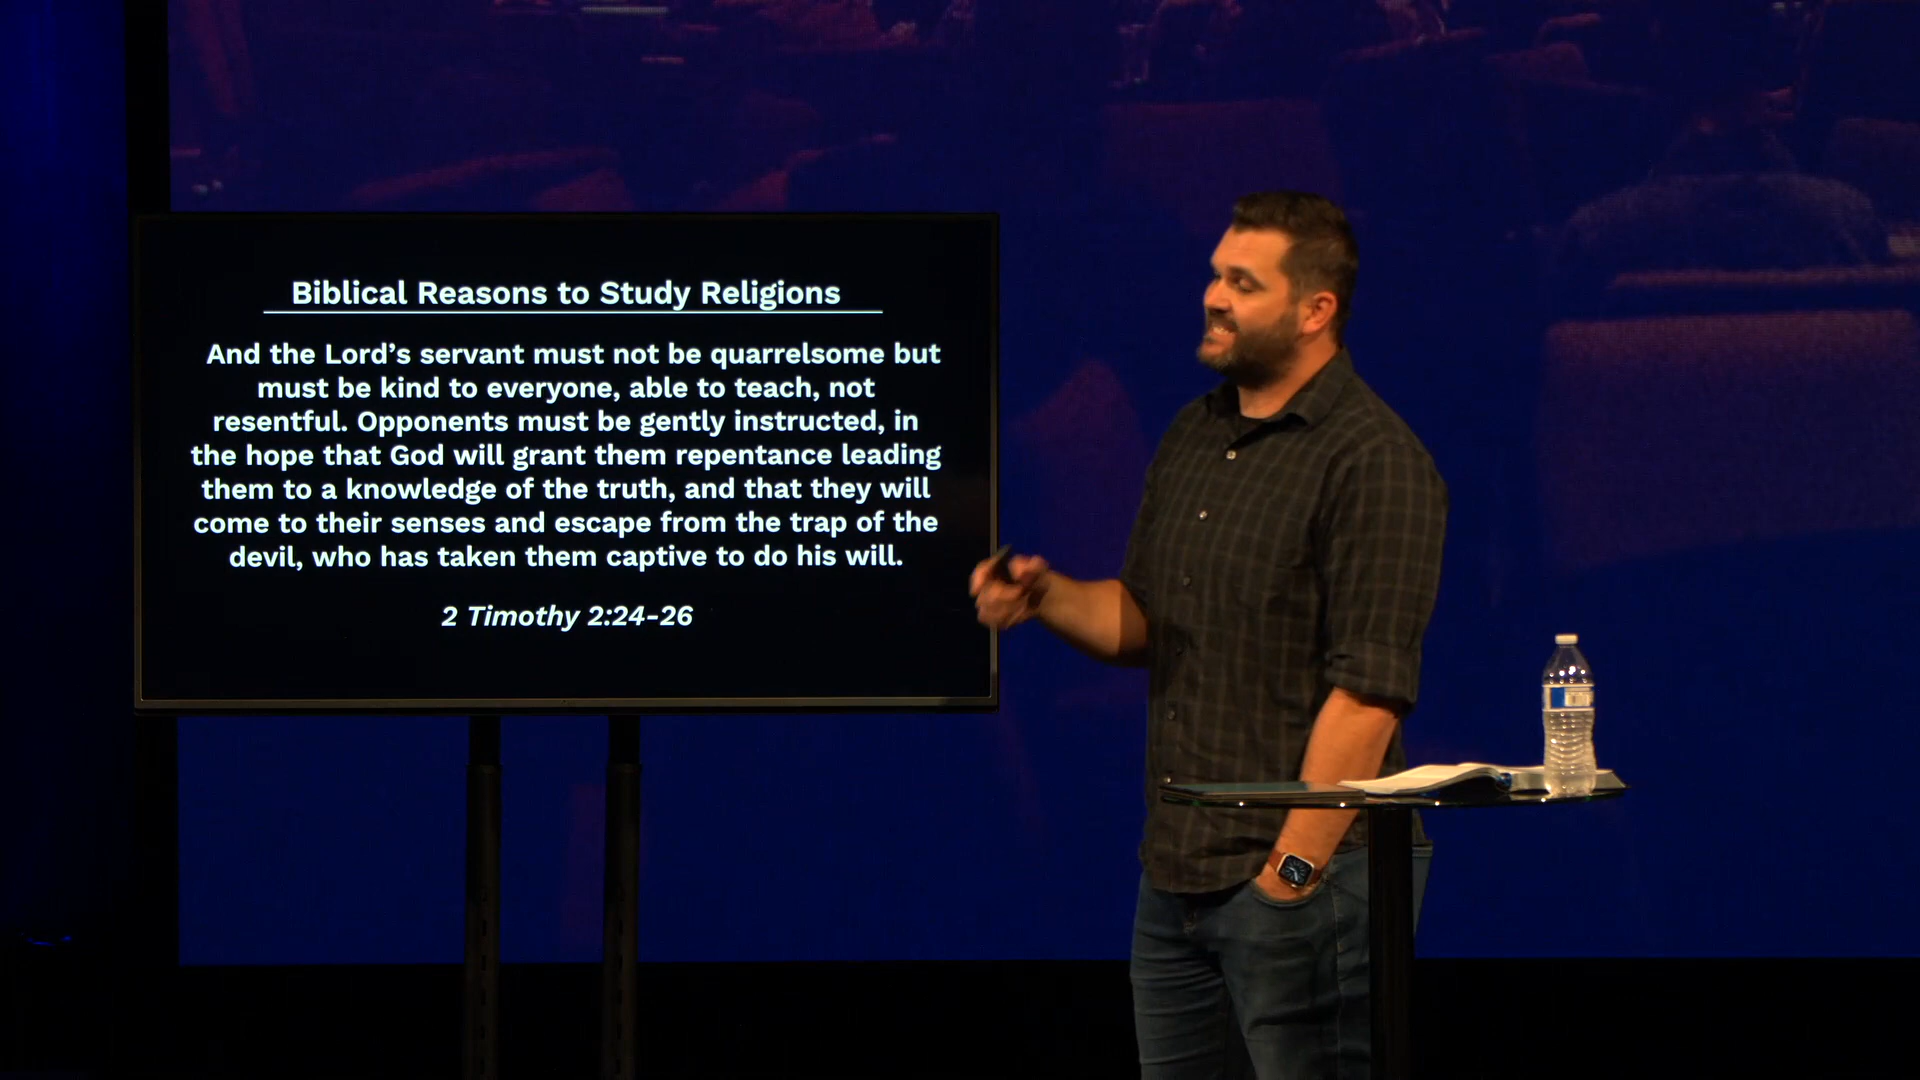 Biblical Reasons to Study Religions
And the Lord’s servant must not be quarrelsome but
must be kind to everyone, able to teach, not
resentful. Opponents must be gently instructed, in
the hope that God will grant them repentance leading
them to a knowledge of the truth, and that they will
come to their senses and escape from the trap of the
devil, who has taken them captive to do his will.
2 Timothy 2:24-26